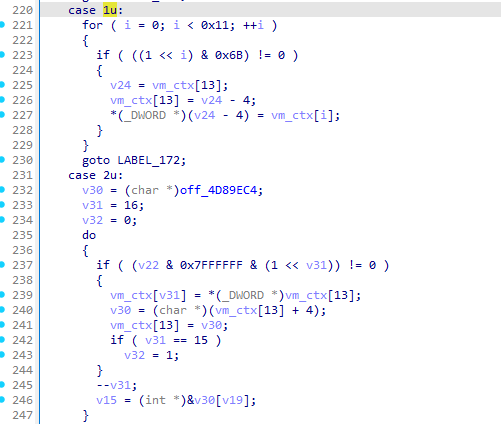 220 case 1u:
221 for ( i = 0; i < 0x11; ++i )
222 {
223 if ( ((1 << i) & 0x6B) != 0 )
224 {
225 v24 = vm_ctx[13];
226 vm_ctx[13] = v24 - 4;
227 *(_DWORD *)(v24 - 4) = vm_ctx[i];
228 }
229 }
230 goto LABEL_172;
231 case 2u:
232 v30 = (char *)off_4D89EC4;
233 v31 = 16;
234 v32 = 0;
235 do
236 {
237 if ( (v22 & 0x7FFFFFF & (1 << v31)) != 0 )
238 {
239 vm_ctx[v31] = *(_DWORD *)vm_ctx[13];
240 v30 = (char *)(vm_ctx[13] + 4);
241 vm_ctx[13] = v30;
242 if ( v31 == 15 )
243 v32 = 1;
244 }
245 --v31;
246 v15 = (int *)&v30[v19];
247 }